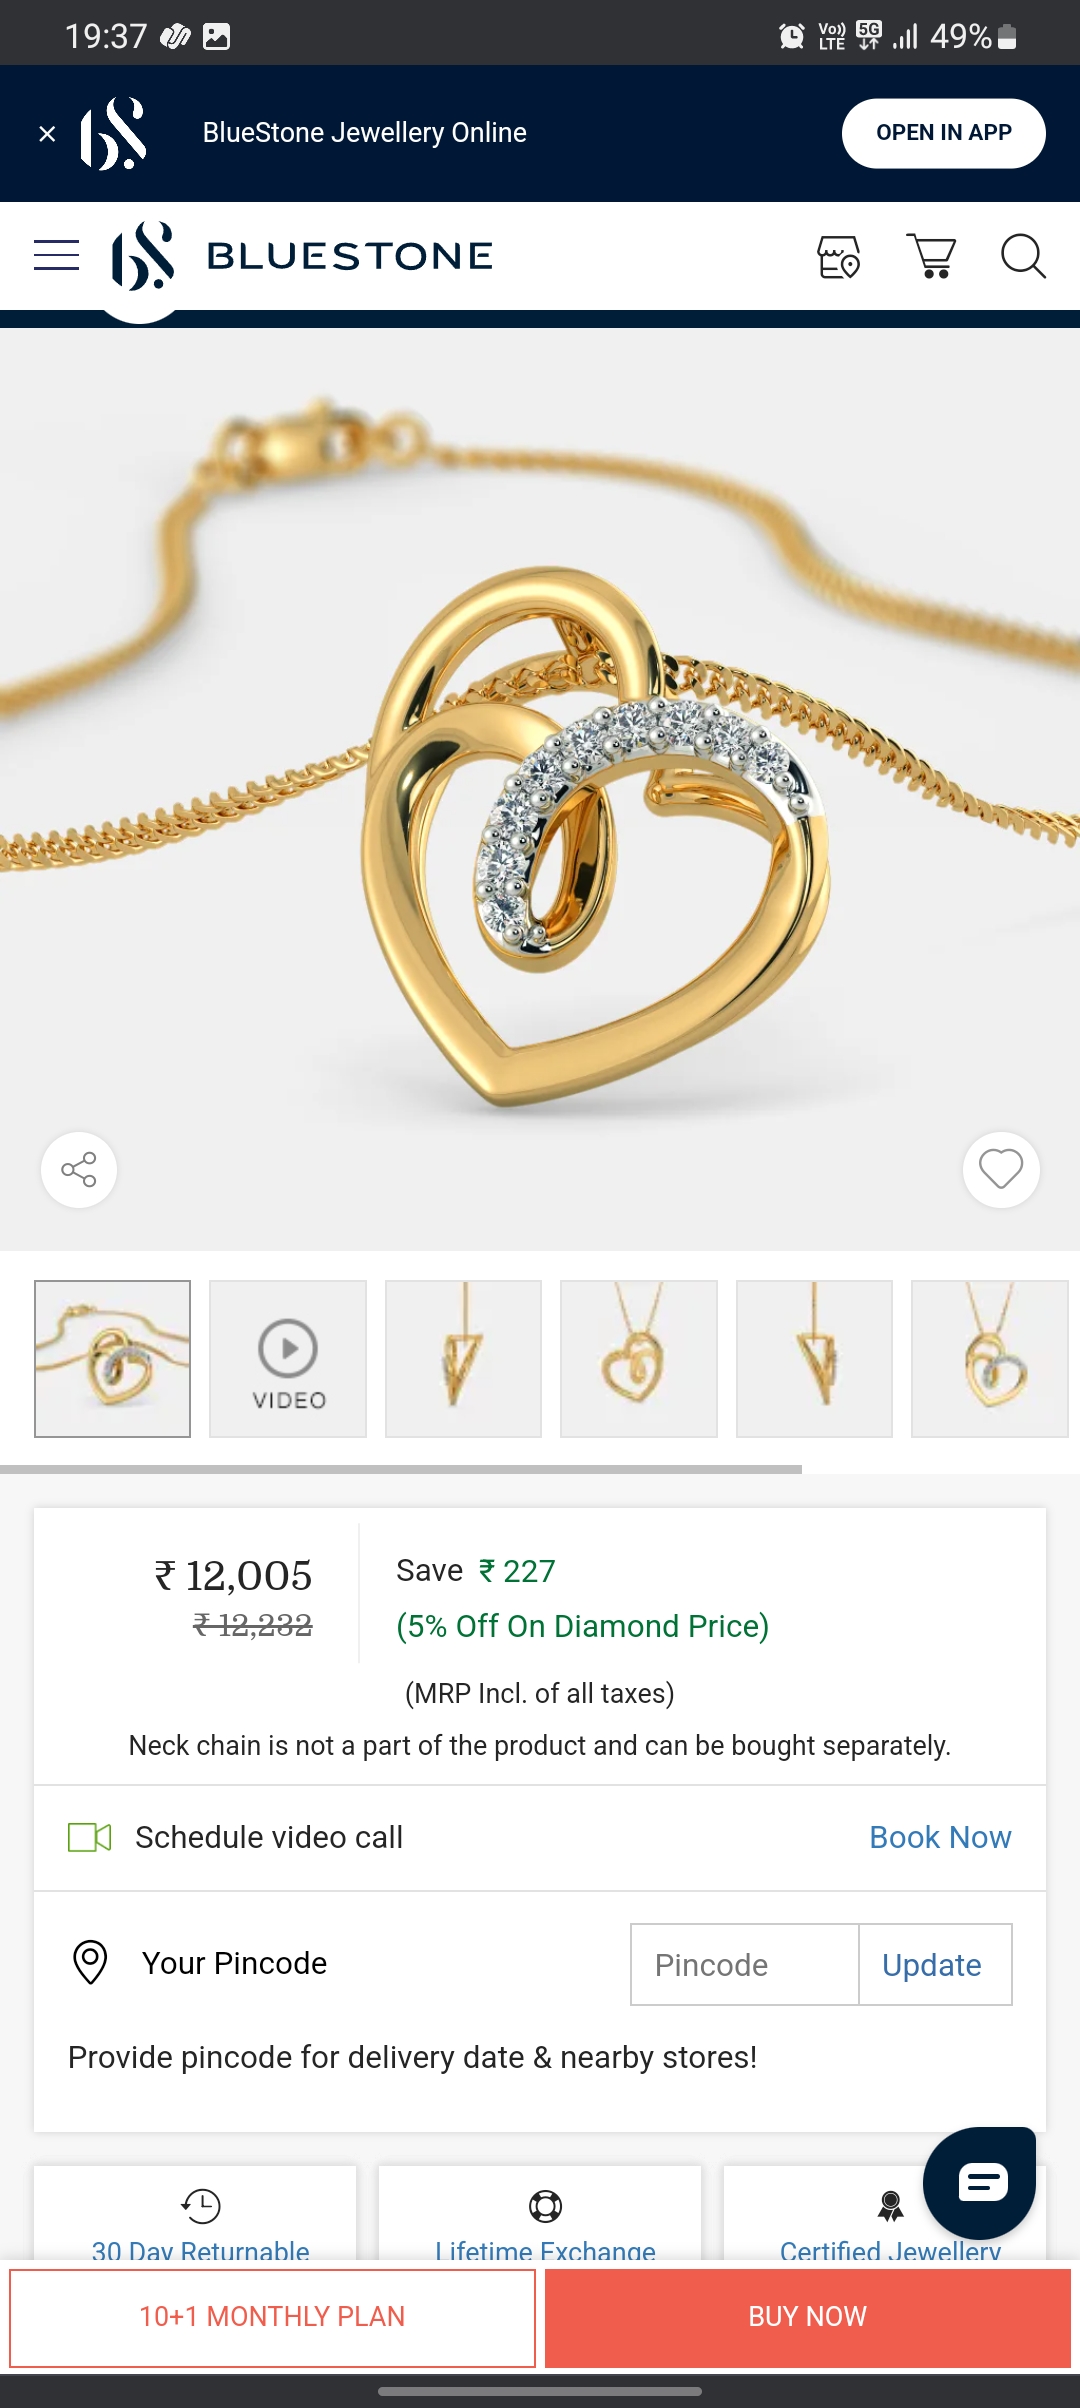 19:37
Vo)) LTE 5G 49%
BlueStone Jewellery Online
OPEN IN APP
BLUESTONE
VIDEO
₹ 12,005
₹ 12,232
Save ₹ 227
(5% Off On Diamond Price)
(MRP Incl. of all taxes)
Neck chain is not a part of the product and can be bought separately.
Schedule video call
Book Now
Your Pincode
Pincode
Update
Provide pincode for delivery date & nearby stores!
30 Day Returnable
Lifetime Exchange
Certified Jewellery
10+1 MONTHLY PLAN
BUY NOW